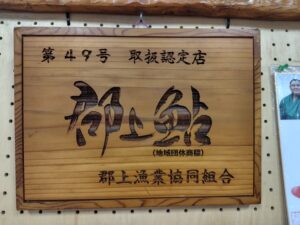 第49号 取扱認定店
郡上鮎
(地域団体商標)
郡上漁業協同組合